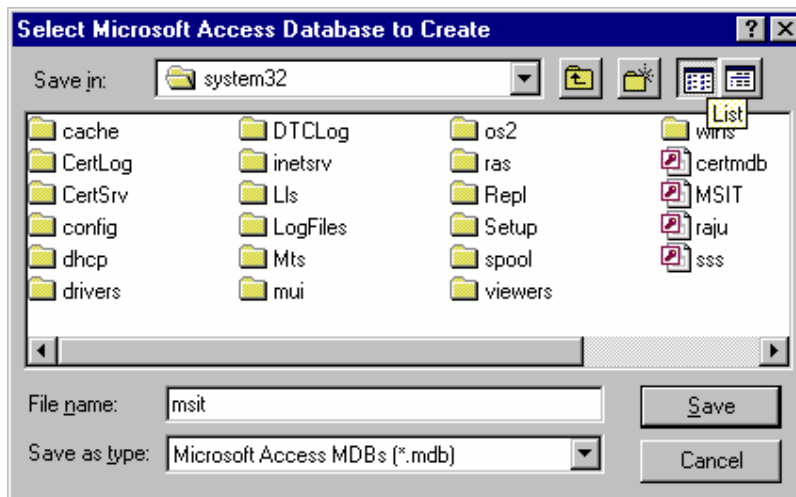 Select Microsoft Access Database to Create
Save in: system32
List
cache DTCLog os2 wins
CertLog inetsrv ras certmdb
CertSrv Lls Repl MSIT
config LogFiles Setup raju
dhcp Mts spool sss
drivers mui viewers
File name: msit Save
Save as type: Microsoft Access MDBs (*.mdb) Cancel